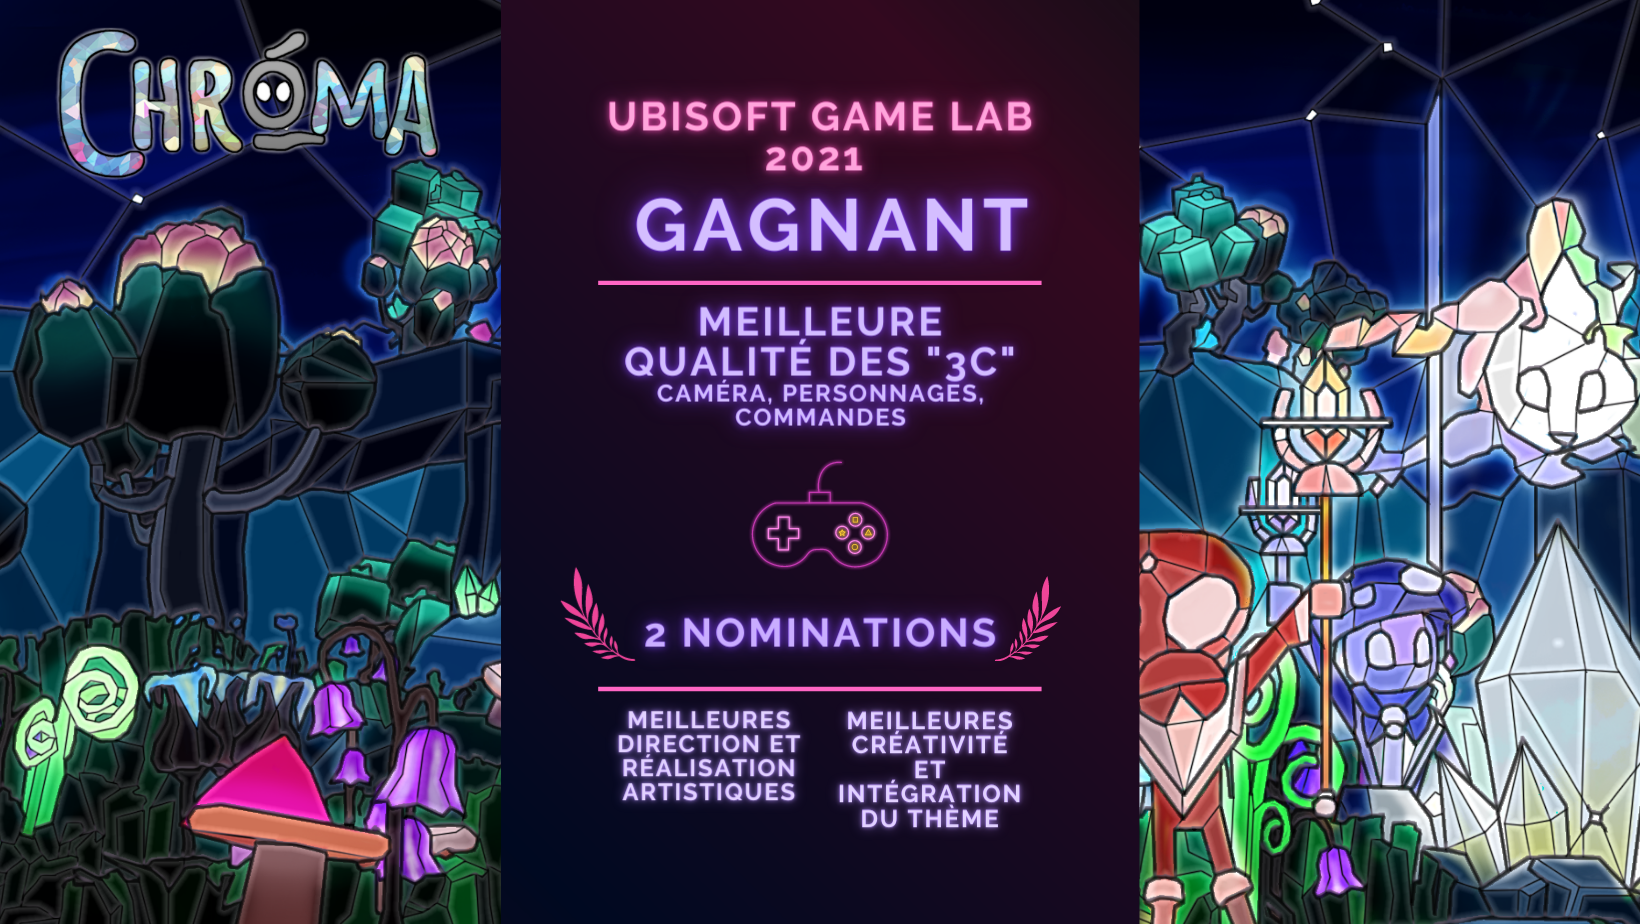 CHRÓMA
UBISOFT GAME LAB
2021
GAGNANT
MEILLEURE
QUALITÉ DES "3C"
CAMÉRA, PERSONNAGES,
COMMANDES
2 NOMINATIONS
MEILLEURES
DIRECTION ET
RÉALISATION
ARTISTIQUES
MEILLEURES
CRÉATIVITÉ
ET
INTÉGRATION
DU THÈME